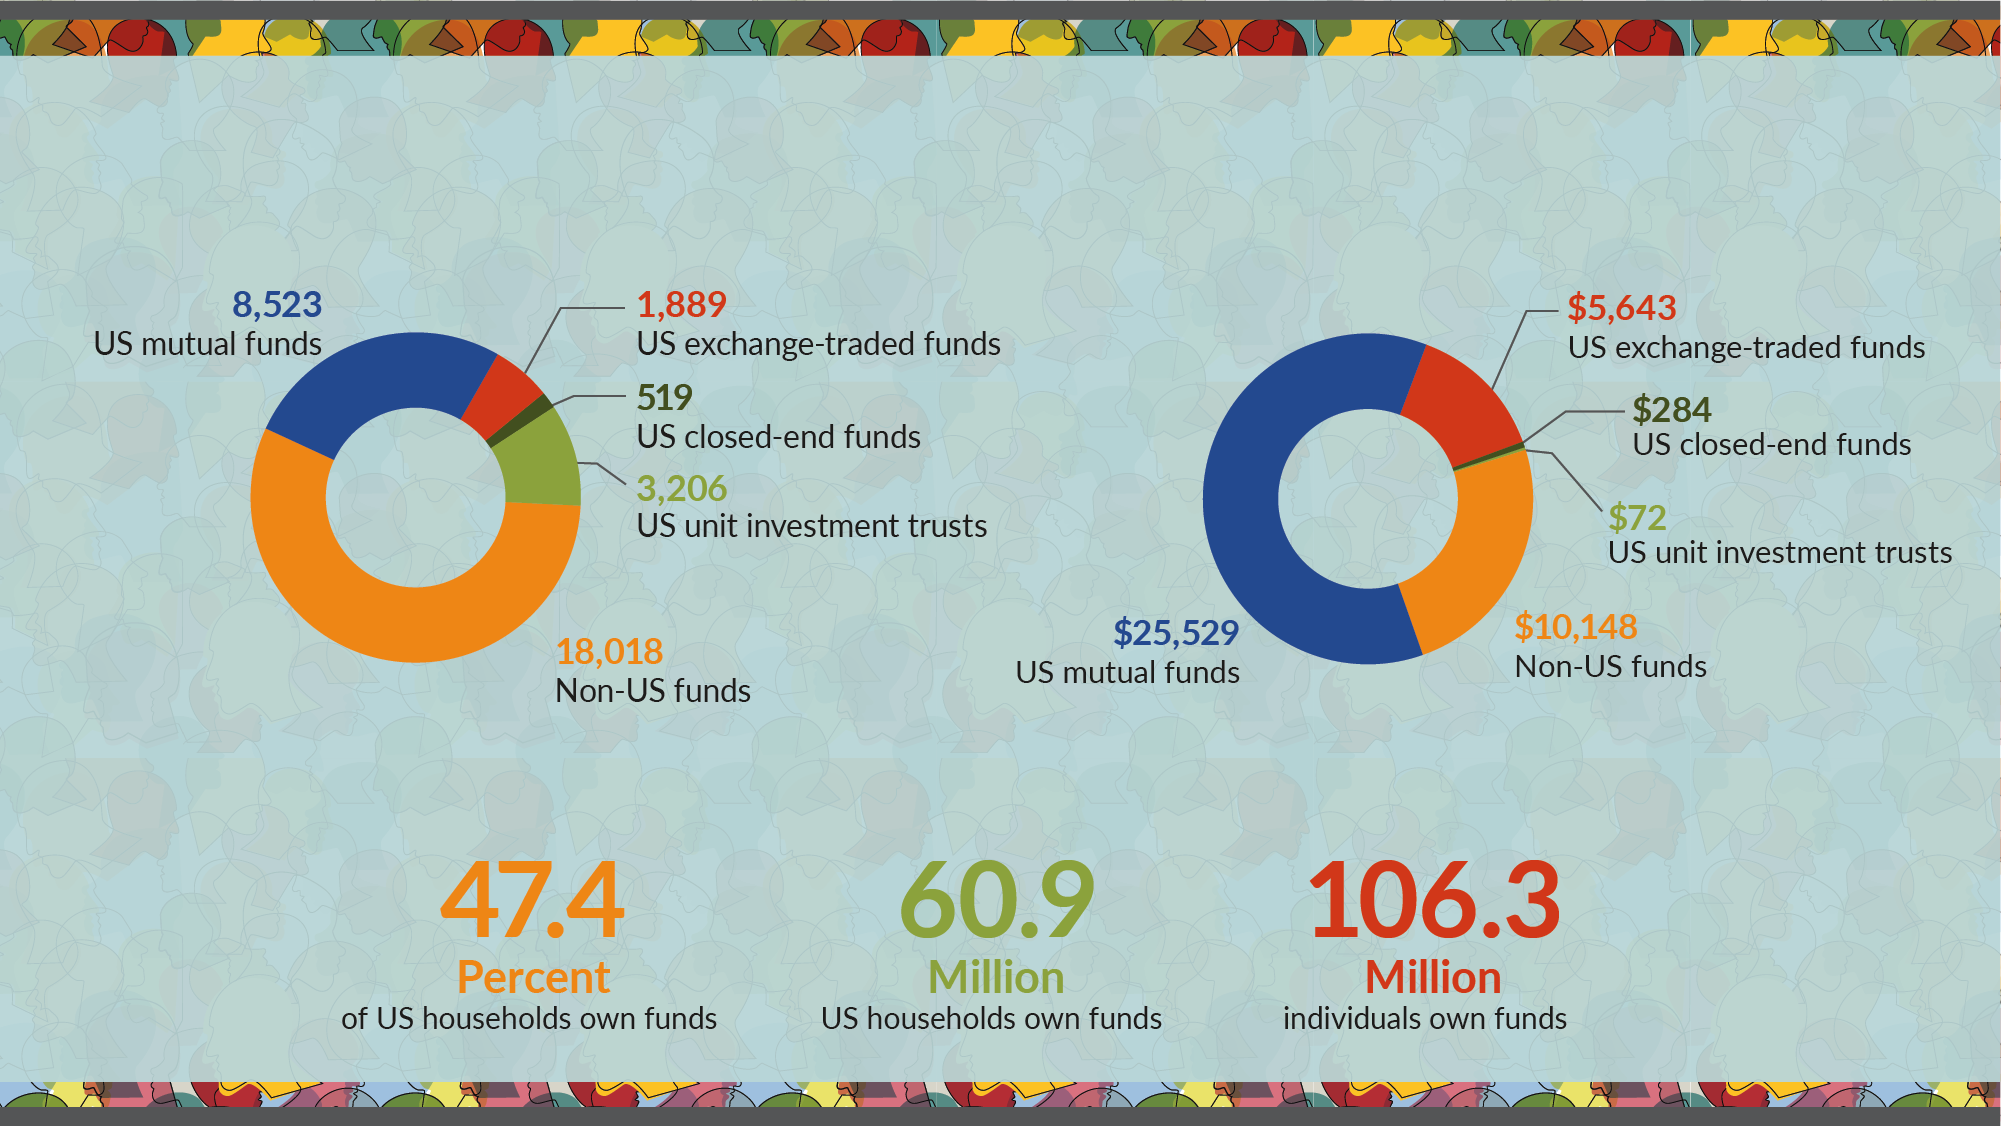 8,523
US mutual funds
1,889
US exchange-traded funds
519
US closed-end funds
3,206
US unit investment trusts
18,018
Non-US funds
$5,643
US exchange-traded funds
$284
US closed-end funds
$72
US unit investment trusts
$10,148
Non-US funds
$25,529
US mutual funds
47.4
Percent
of US households own funds
60.9
Million
US households own funds
106.3
Million
individuals own funds